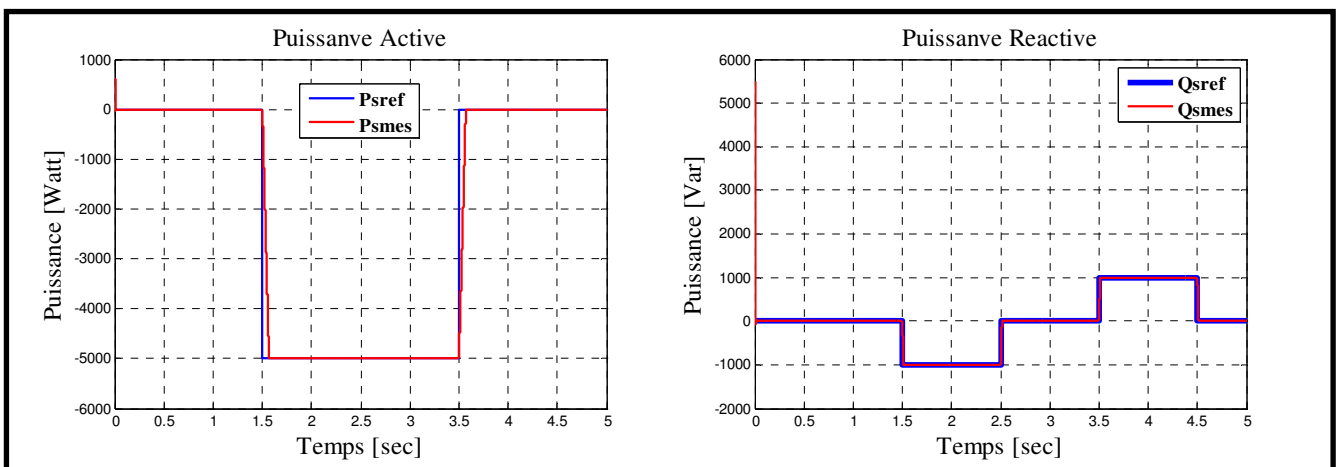 Puissanve Active
1000
0
-1000
-2000
-3000
-4000
-5000
-6000
Puissance [Watt]
Psref
Psmes
0 0.5 1 1.5 2 2.5 3 3.5 4 4.5 5
Temps [sec]
Puissanve Reactive
6000
5000
4000
3000
2000
1000
0
-1000
-2000
Puissance [Var]
Qsref
Qsmes
0 0.5 1 1.5 2 2.5 3 3.5 4 4.5 5
Temps [sec]